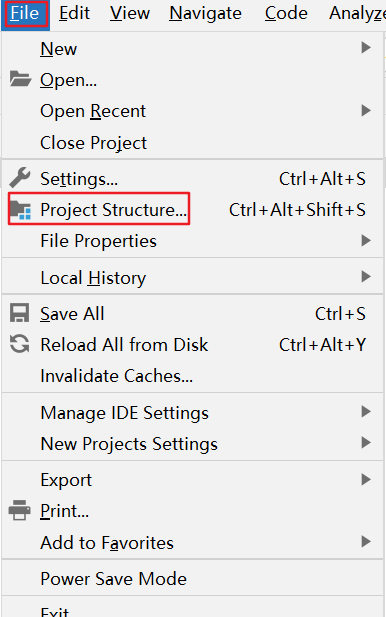 File Edit View Navigate Code Analyze
New
Open...
Open Recent
Close Project
Settings... Ctrl+Alt+S
Project Structure... Ctrl+Alt+Shift+S
File Properties
Local History
Save All Ctrl+S
Reload All from Disk Ctrl+Alt+Y
Invalidate Caches...
Manage IDE Settings
New Projects Settings
Export
Print...
Add to Favorites
Power Save Mode
Exit